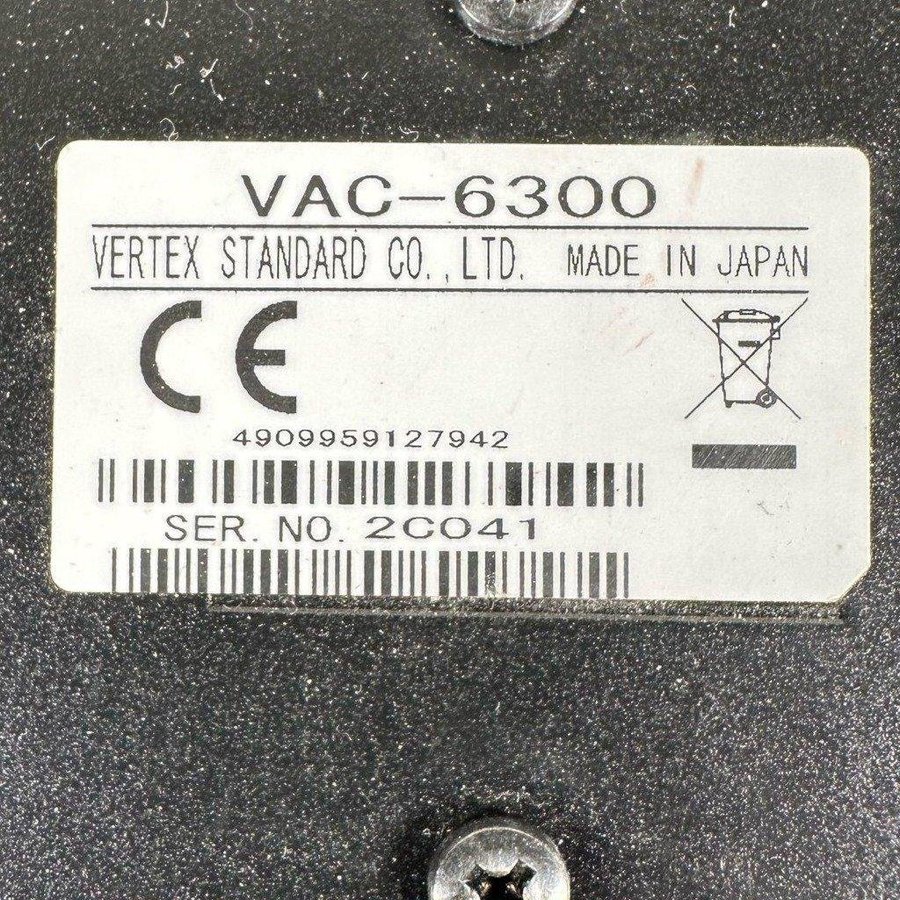 VAC-6300
VERTEX STANDARD CO., LTD. MADE IN JAPAN
CE
4909959127942
SER. NO. 2C041